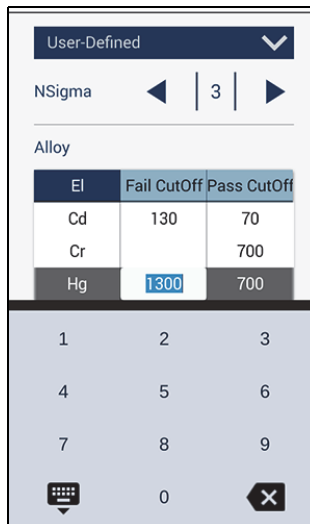 User-Defined
NSigma 3
Alloy
El Fail CutOff Pass CutOff
Cd 130 70
Cr 700
Hg 1300 700
1 2 3
4 5 6
7 8 9
0